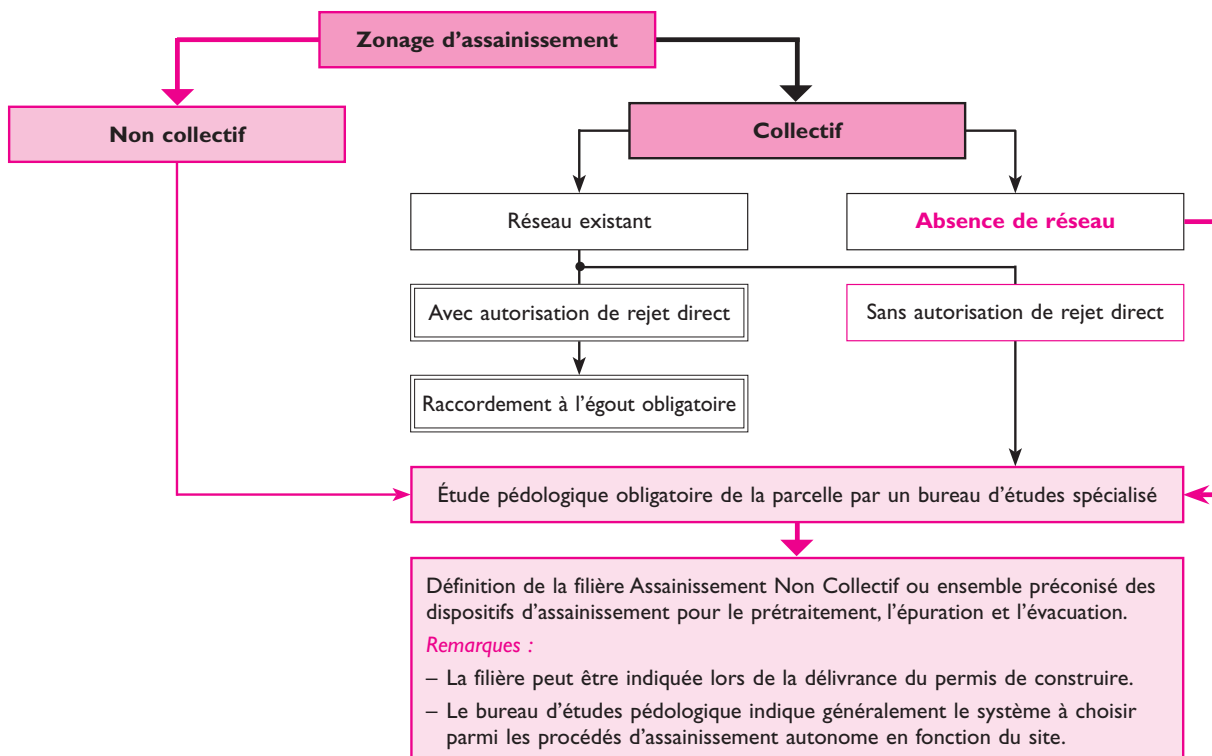 Zonage d'assainissement
Non collectif
Collectif
Réseau existant
Absence de réseau
Avec autorisation de rejet direct
Sans autorisation de rejet direct
Raccordement à l'égout obligatoire
Étude pédologique obligatoire de la parcelle par un bureau d'études spécialisé
Définition de la filière Assainissement Non Collectif ou ensemble préconisé des
dispositifs d'assainissement pour le prétraitement, l'épuration et l'évacuation.
Remarques :
– La filière peut être indiquée lors de la délivrance du permis de construire.
– Le bureau d'études pédologique indique généralement le système à choisir
parmi les procédés d'assainissement autonome en fonction du site.